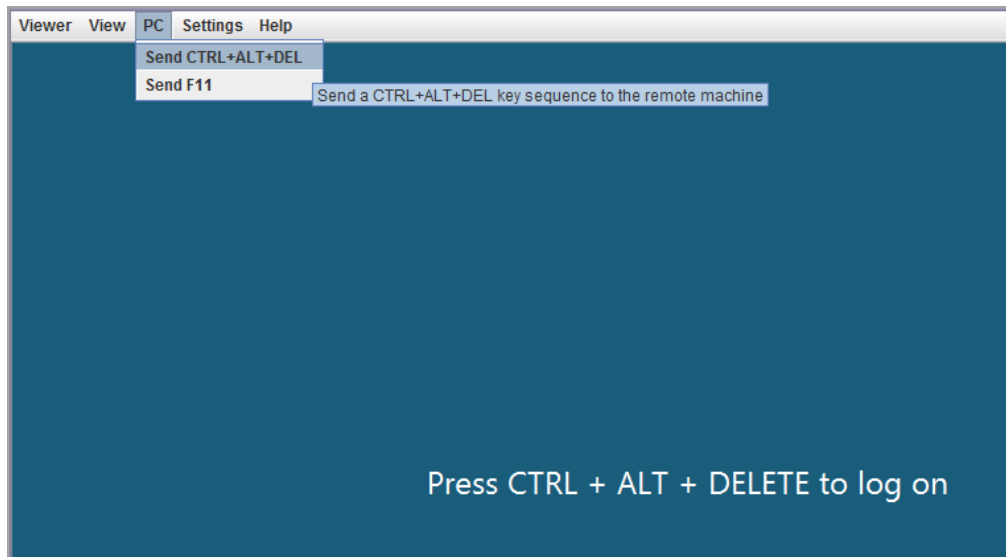 Viewer View PC Settings Help
Send CTRL+ALT+DEL
Send F11
Send a CTRL+ALT+DEL key sequence to the remote machine
Press CTRL + ALT + DELETE to log on